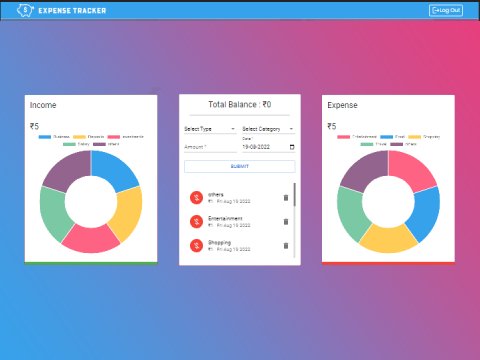 EXPENSE TRACKER
Log Out
Income
₹5
Business
Investments
Salary
others
Total Balance : ₹0
Select Type
Select Category
Date *
Amount *
19-08-2022
SUBMIT
others
₹1 Fri Aug 19 2022
Entertainment
₹1 Fri Aug 19 2022
Shopping
₹1 Fri Aug 19 2022
Expense
₹5
Entertainment
Food
Shopping
Travel
others